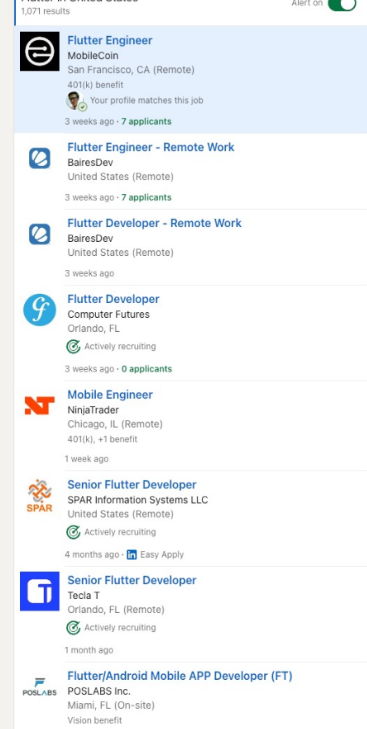 Flutter in United States
Alert on
1,071 results
Flutter Engineer
MobileCoin
San Francisco, CA (Remote)
401(k) benefit
Your profile matches this job
3 weeks ago · 7 applicants
Flutter Engineer - Remote Work
BairesDev
United States (Remote)
3 weeks ago · 7 applicants
Flutter Developer - Remote Work
BairesDev
United States (Remote)
3 weeks ago
Flutter Developer
Computer Futures
Orlando, FL
Actively recruiting
3 weeks ago · 0 applicants
Mobile Engineer
NinjaTrader
Chicago, IL (Remote)
401(k), +1 benefit
1 week ago
Senior Flutter Developer
SPAR Information Systems LLC
SPAR
United States (Remote)
Actively recruiting
4 months ago · in Easy Apply
Senior Flutter Developer
Tecla T
Orlando, FL (Remote)
Actively recruiting
1 month ago
Flutter/Android Mobile APP Developer (FT)
POSLABS
POSLABS Inc.
Miami, FL (On-site)
Vision benefit